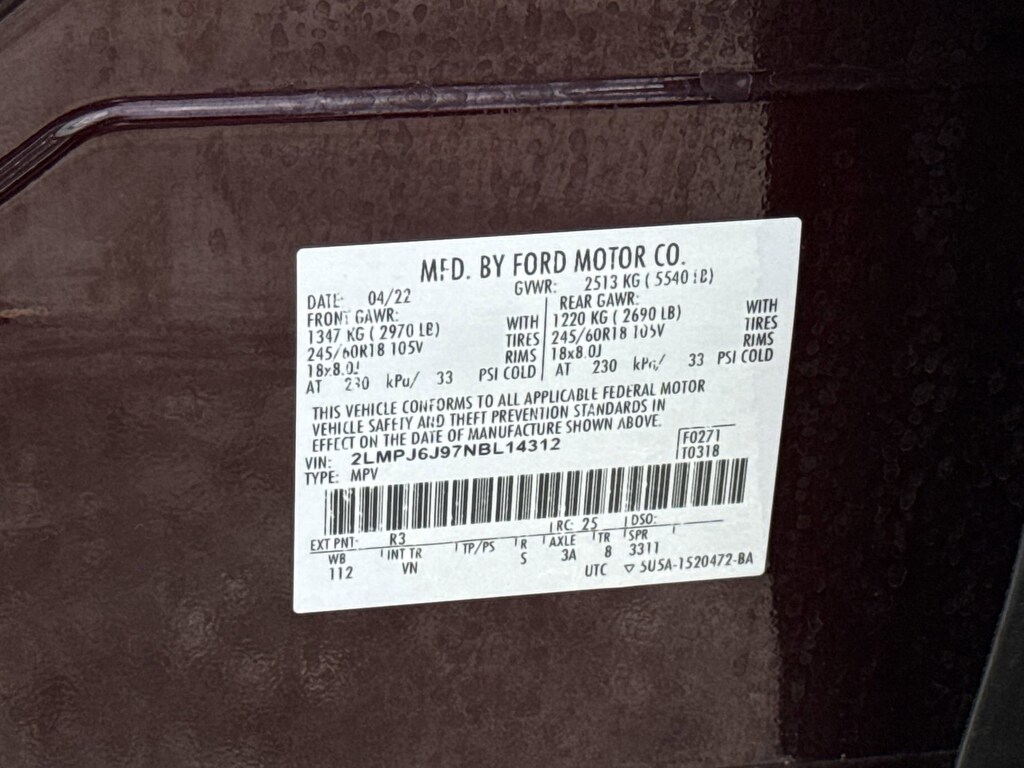 MFD. BY FORD MOTOR CO.
DATE: 04/22 GVWR: 2513 KG ( 5540 LB)
FRONT GAWR: REAR GAWR:
1347 KG ( 2970 LB) WITH 1220 KG ( 2690 LB) WITH
245/60R18 105V TIRES 245/60R18 105V TIRES
18x8.0J RIMS 18x8.0J RIMS
AT 230 kPa/ 33 PSI COLD AT 230 kPa/ 33 PSI COLD
THIS VEHICLE CONFORMS TO ALL APPLICABLE FEDERAL MOTOR
VEHICLE SAFETY AND THEFT PREVENTION STANDARDS IN
EFFECT ON THE DATE OF MANUFACTURE SHOWN ABOVE.
VIN: 2LMPJ6J97NBL14312 F0271
TYPE: MPV T0318
EXT PNT: R3 RC: 25 DSO:
WB INT TR TP/PS R AXLE TR SPR
112 VN S 3A 8 3311
UTC ▽ 5U5A-1520472-BA